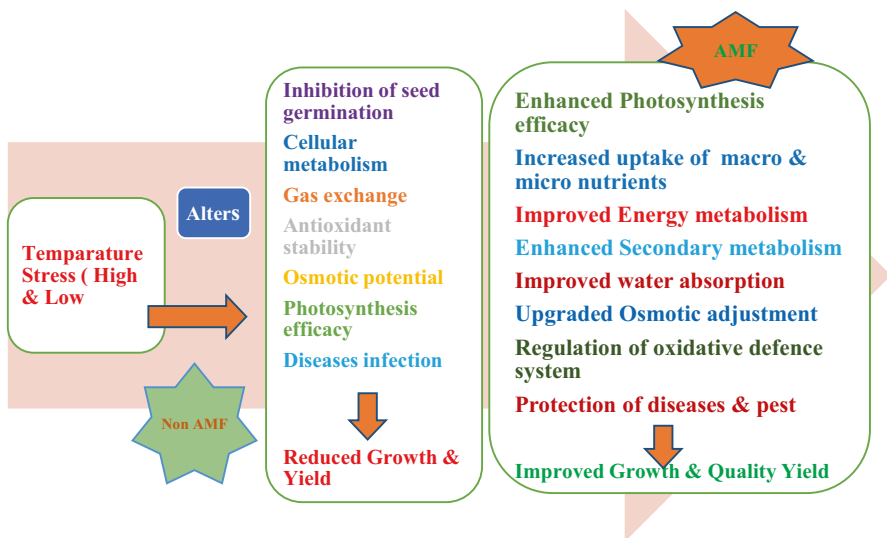 Temparature
Stress ( High
& Low
Alters
Non AMF
Inhibition of seed
germination
Cellular
metabolism
Gas exchange
Antioxidant
stability
Osmotic potential
Photosynthesis
efficacy
Diseases infection
Reduced Growth &
Yield
AMF
Enhanced Photosynthesis
efficacy
Increased uptake of macro &
micro nutrients
Improved Energy metabolism
Enhanced Secondary metabolism
Improved water absorption
Upgraded Osmotic adjustment
Regulation of oxidative defence
system
Protection of diseases & pest
Improved Growth & Quality Yield